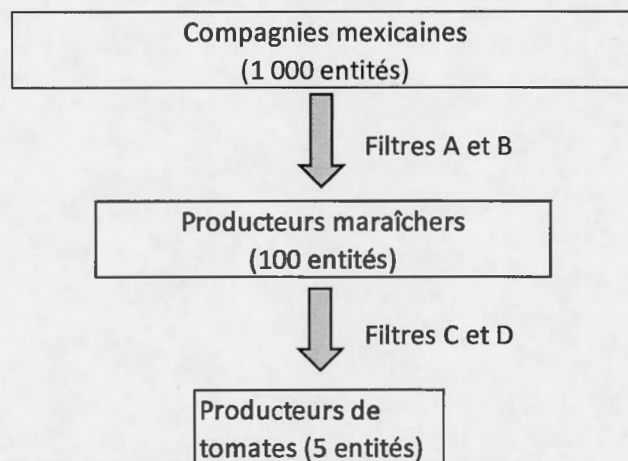 Compagnies mexicaines
(1 000 entités)
Filtres A et B
Producteurs maraîchers
(100 entités)
Filtres C et D
Producteurs de
tomates (5 entités)